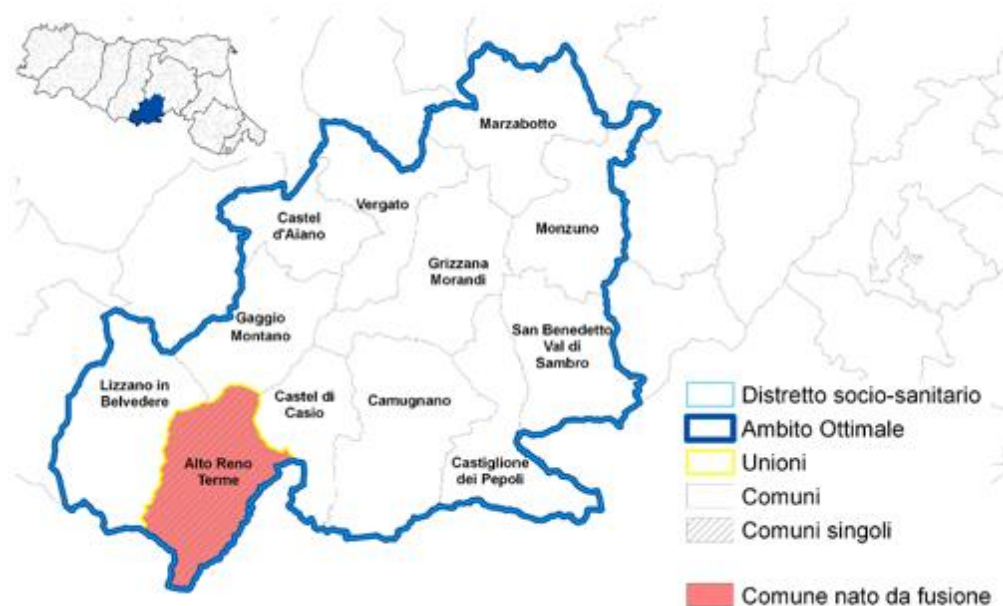 Marzabotto
Vergato
Castel
d'Aiano
Monzuno
Grizzana
Morandi
Gaggio
Montano
San Benedetto
Val di
Sambro
Lizzano in
Belvedere
Castel di
Casio
Camugnano
Alto Reno
Terme
Castiglione
dei Pepoli
Distretto socio-sanitario
Ambito Ottimale
Unioni
Comuni
Comuni singoli
Comune nato da fusione